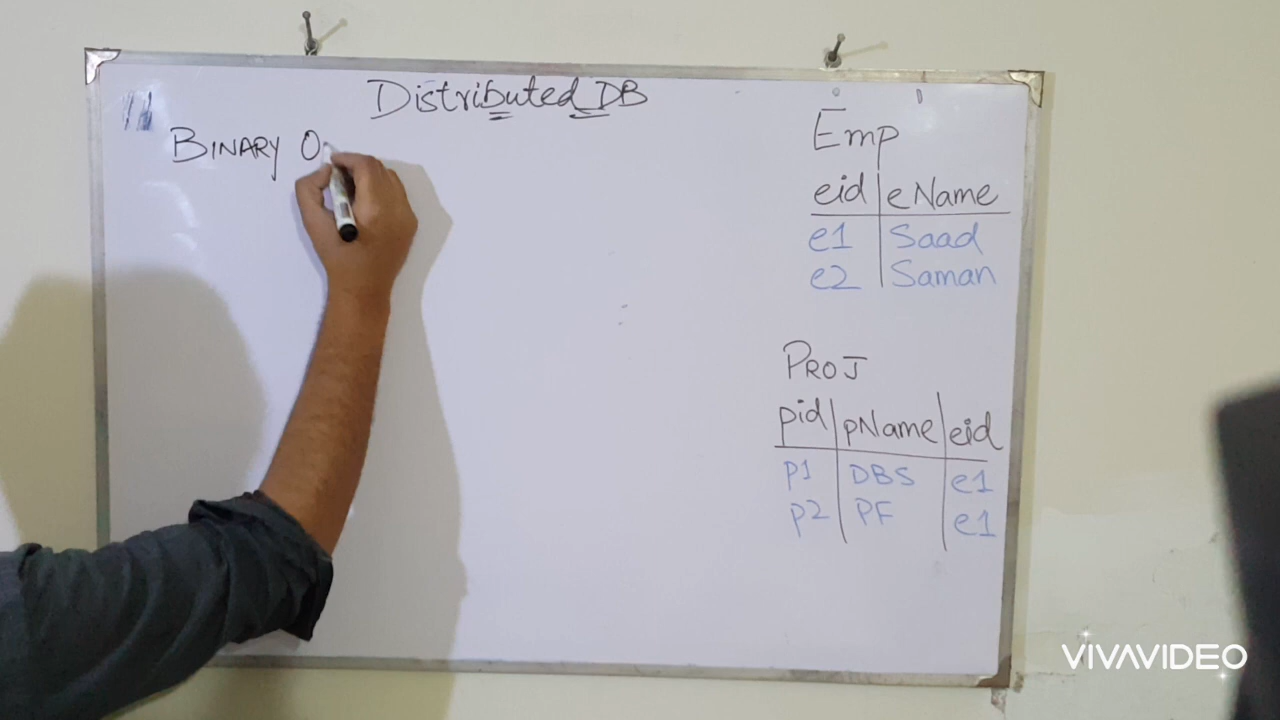 Distributed DB
BINARY O
Emp
eid eName
e1 Saad
e2 Saman
PROJ
pid pName eid
p1 DBS e1
p2 PF e1
VIVAVIDEO